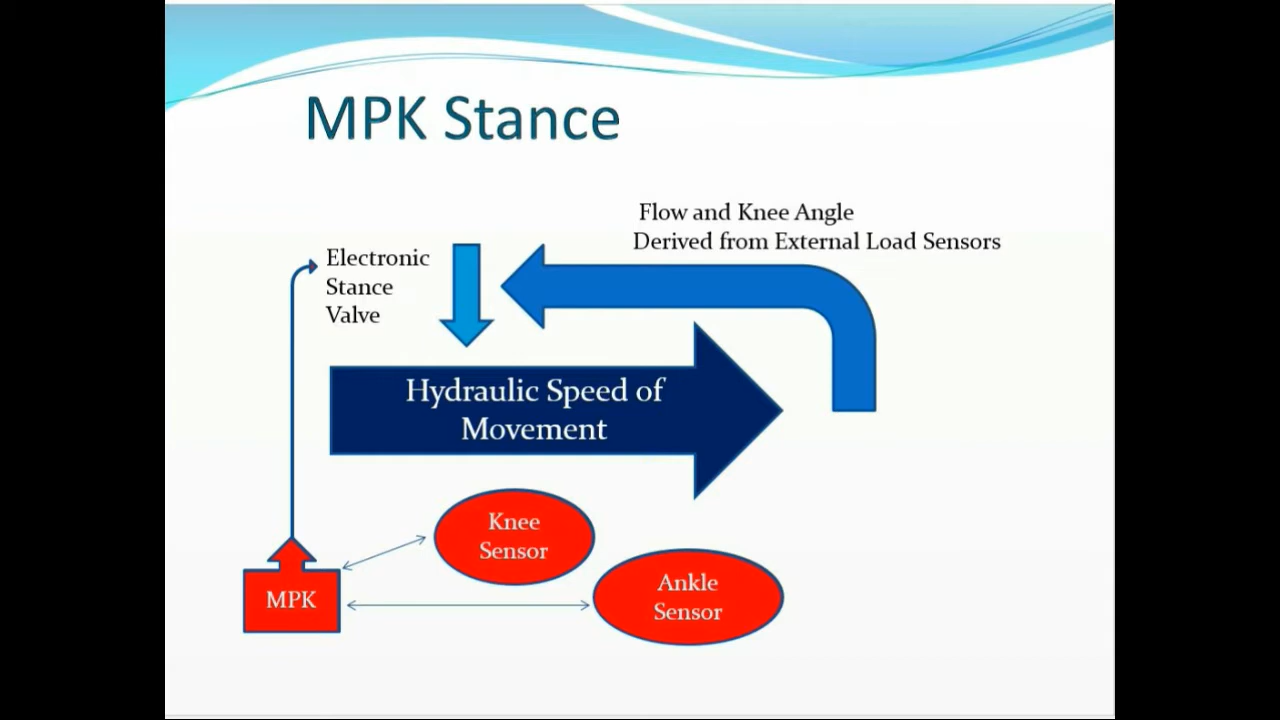 MPK Stance
Flow and Knee Angle
Derived from External Load Sensors
Electronic
Stance
Valve
Hydraulic Speed of
Movement
Knee
Sensor
Ankle
Sensor
MPK